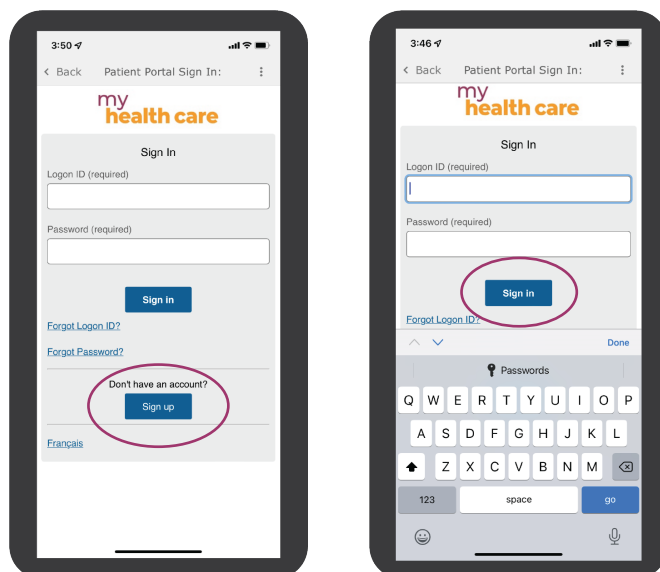 3:50
Back Patient Portal Sign In:
my
health care
Sign In
Logon ID (required)
Password (required)
Sign in
Forgot Logon ID?
Forgot Password?
Don't have an account?
Sign up
Français
3:46
Back Patient Portal Sign In:
my
health care
Sign In
Logon ID (required)
Password (required)
Sign in
Forgot Logon ID?
Done
Passwords
Q W E R T Y U I O P
A S D F G H J K L
Z X C V B N M
123 space go